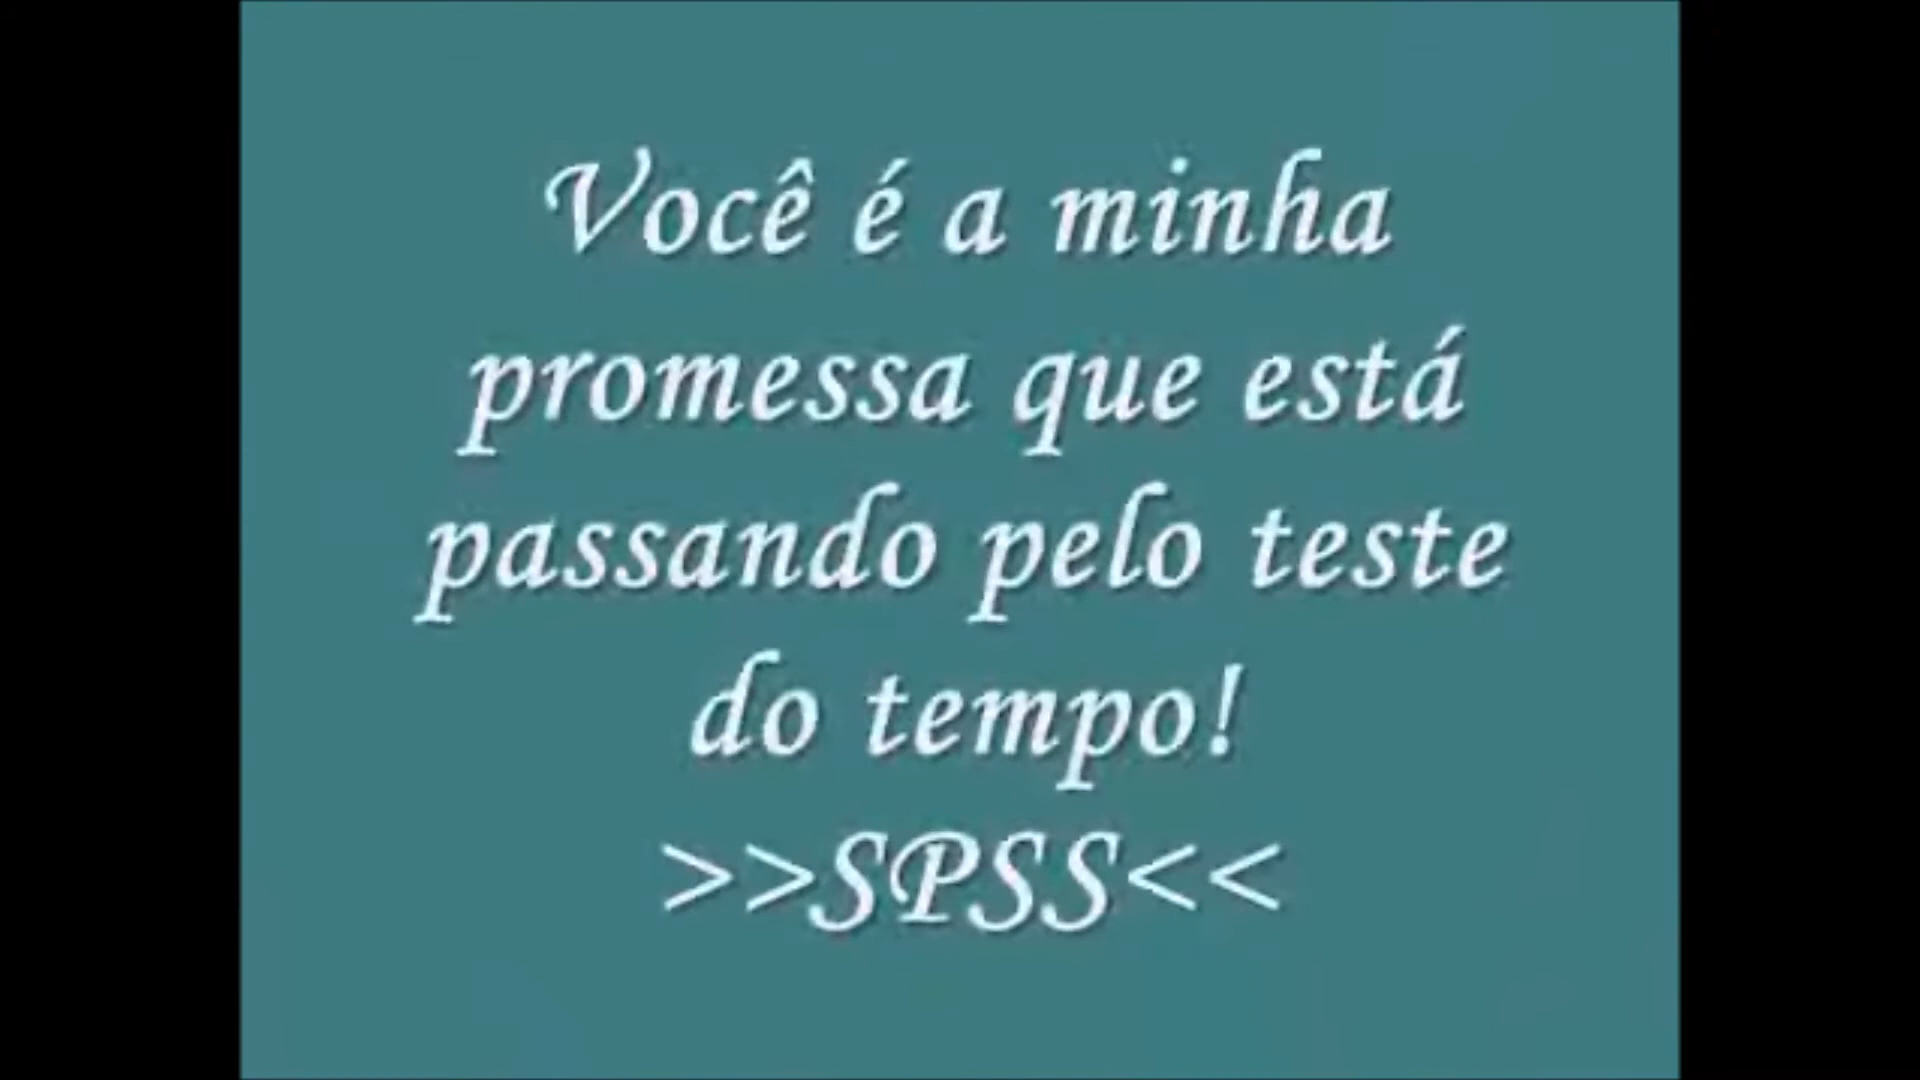 Você é a minha
promessa que está
passando pelo teste
do tempo!
>>SPSS<<